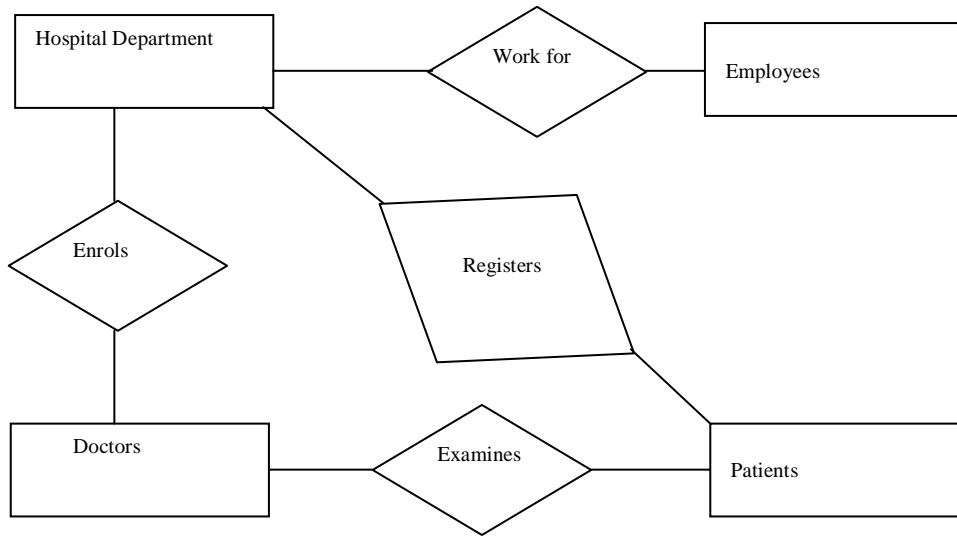 Hospital Department
Work for
Employees
Enrols
Registers
Doctors
Examines
Patients